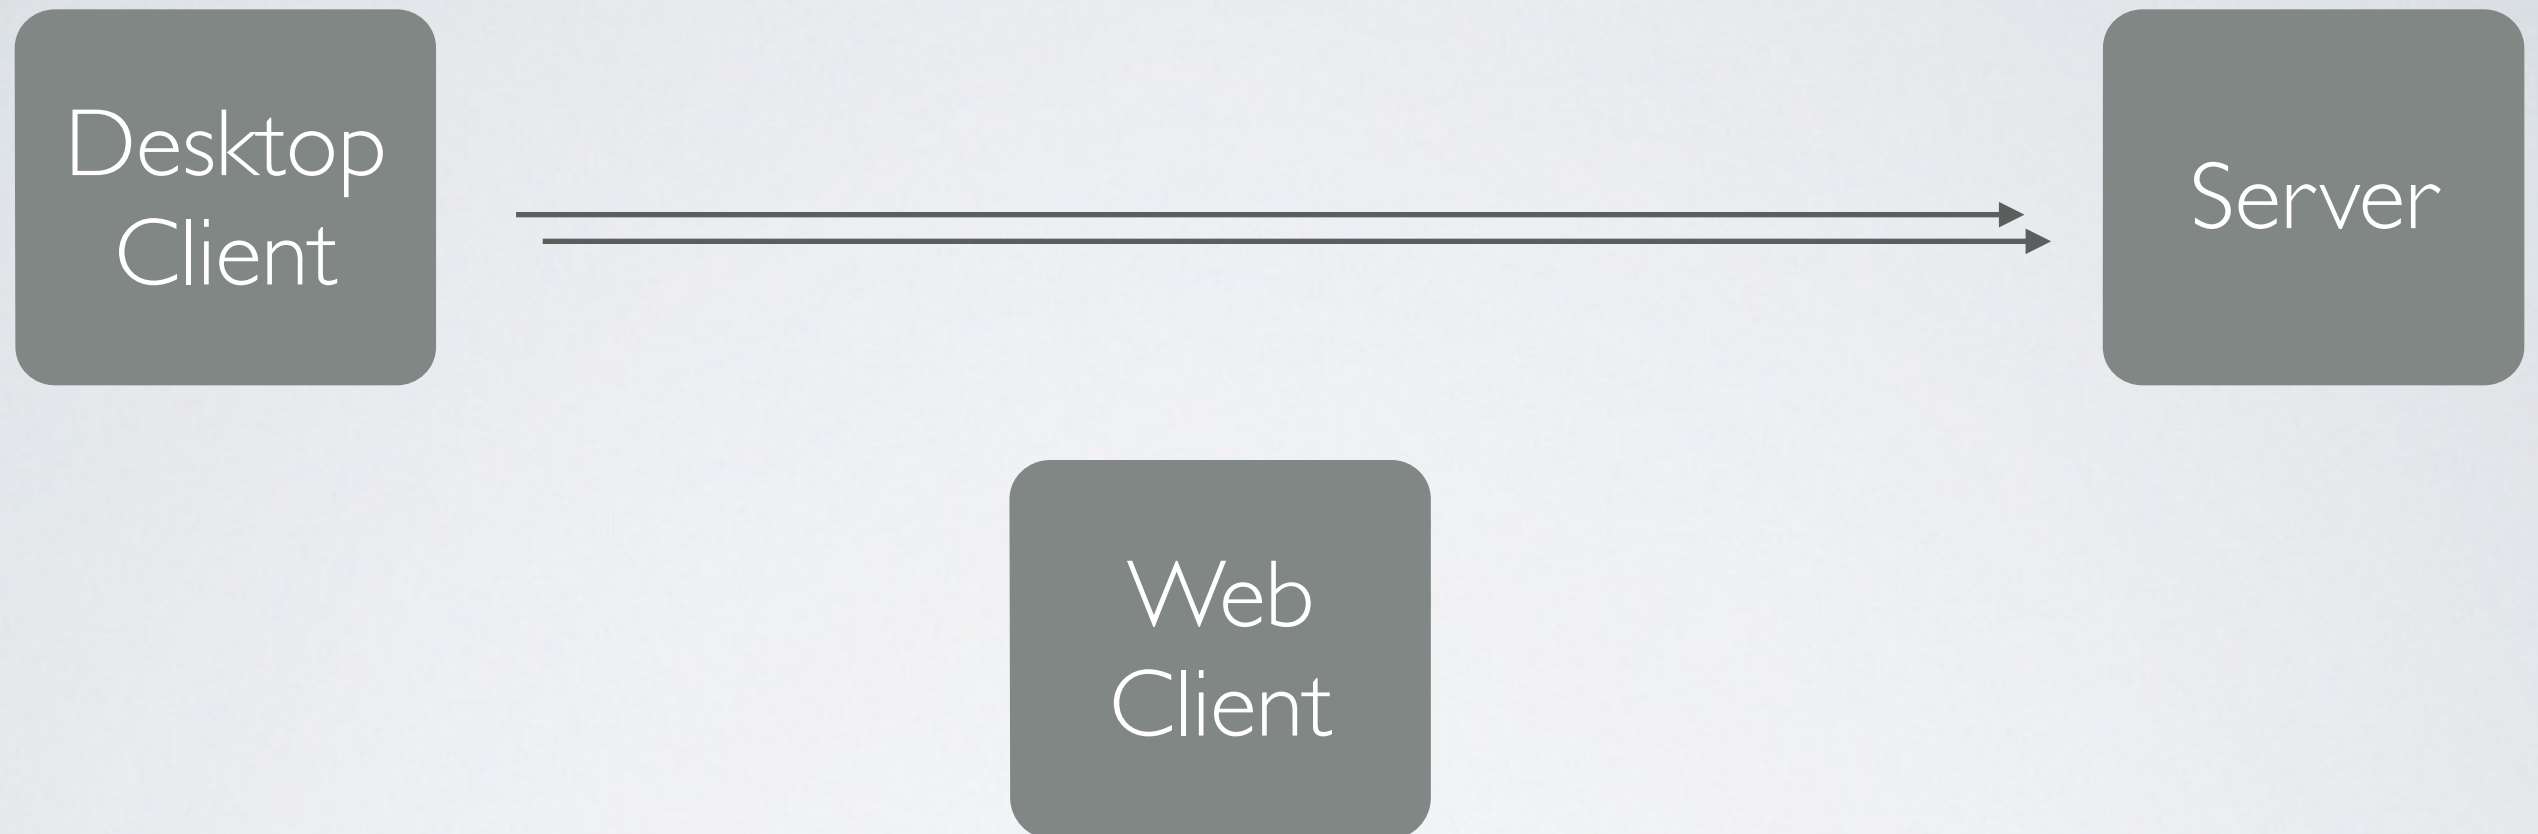 Desktop
Client
Server
Web
Client